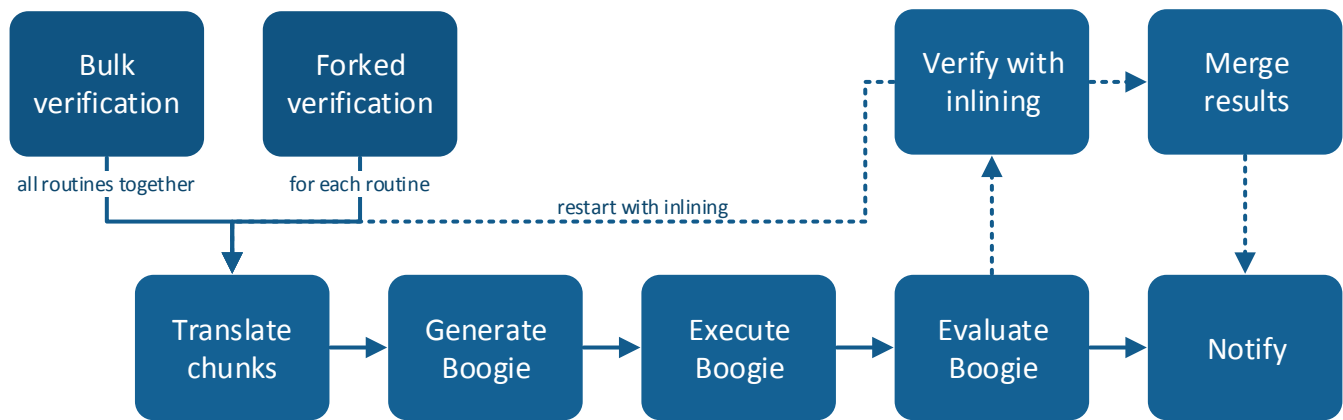 Bulk
verification
Forked
verification
Verify with
inlining
Merge
results
all routines together
for each routine
restart with inlining
Translate
chunks
Generate
Boogie
Execute
Boogie
Evaluate
Boogie
Notify